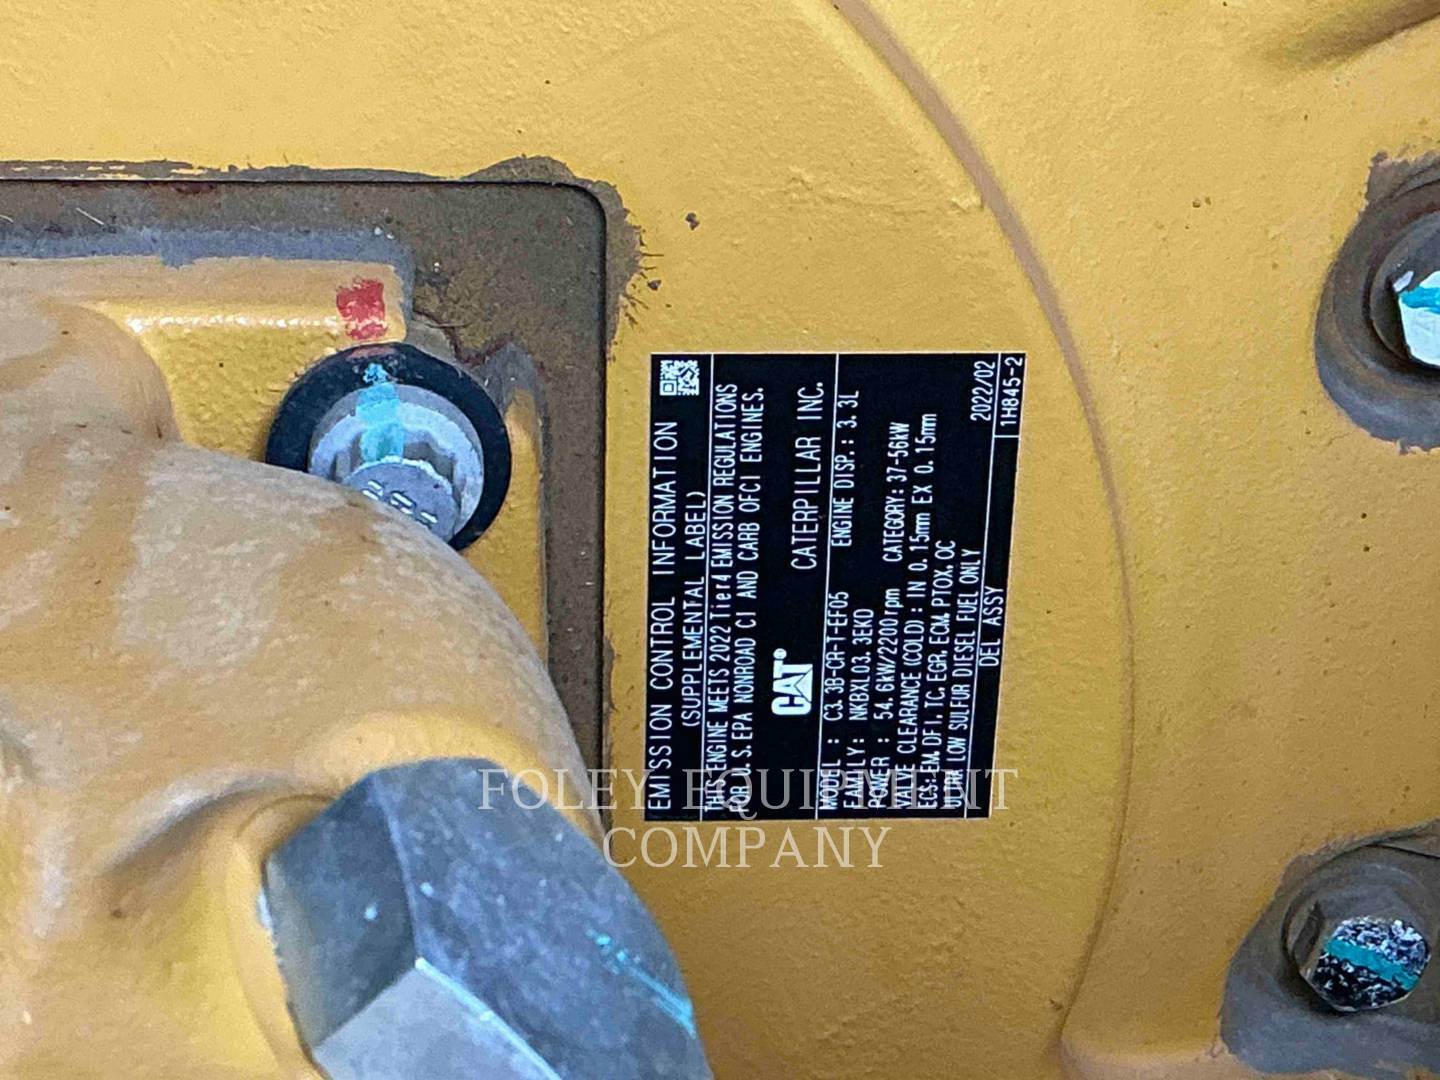 EMISSION CONTROL INFORMATION
(SUPPLEMENTAL LABEL)
THIS ENGINE MEETS 2022 Tier4 EMISSION REGULATIONS
FOR U.S. EPA NONROAD CI AND CARB OFCI ENGINES.
CAT® CATERPILLAR INC.
MODEL : C3.3B-CR-T-EF05 ENGINE DISP.: 3.3L
FAMILY: NKBXL03.3EKD
POWER : 54.6kW/2200rpm CATEGORY: 37-56kW
VALVE CLEARANCE (COLD) : IN 0.15mm EX 0.15mm
ECS: EM, DFI, TC, EGR, ECM, PTOX, OC
ULTRA LOW SULFUR DIESEL FUEL ONLY
DEL ASSY 2022/02
1H845-2
FOLEY EQUIPMENT
COMPANY